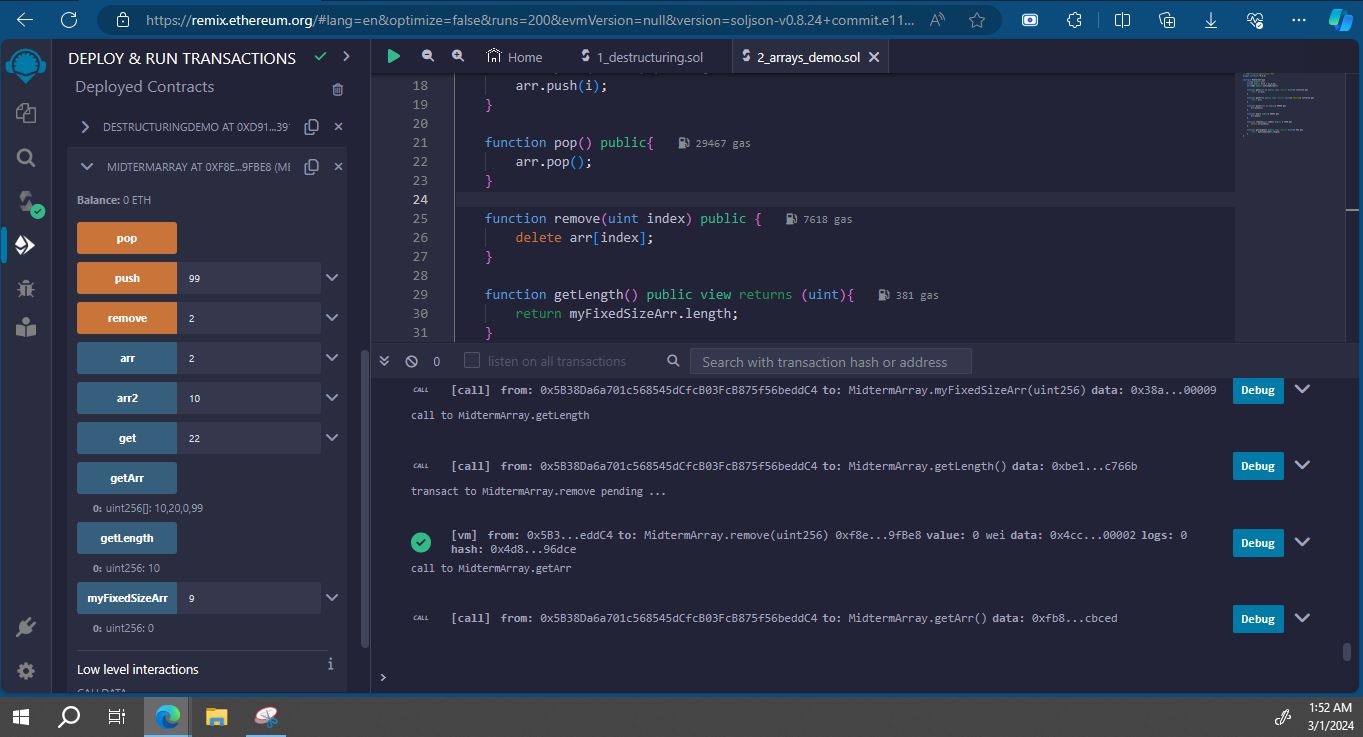 https://remix.ethereum.org/#lang=en&optimize=false&runs=200&evmVersion=null&version=soljson-v0.8.24+commit.e11...
DEPLOY & RUN TRANSACTIONS
Deployed Contracts
DESTRUCTURINGDEMO AT 0XD91...39
MIDTERMARRAY AT 0XF8E...9FBE8 (ME
Balance: 0 ETH
pop
push 99
remove 2
arr 2
arr2 10
get 22
getArr
0: uint256[]: 10,20,0,99
getLength
0: uint256: 10
myFixedSizeArr 9
0: uint256: 0
Low level interactions i
CALLDATA
Home 1_destructuring.sol 2_arrays_demo.sol
18 arr.push(i);
19 }
20
21 function pop() public{ 29467 gas
22 arr.pop();
23 }
24
25 function remove(uint index) public { 7618 gas
26 delete arr[index];
27 }
28
29 function getLength() public view returns (uint){ 381 gas
30 return myFixedSizeArr.length;
31 }
0 listen on all transactions Search with transaction hash or address
CALL [call] from: 0x5B38Da6a701c568545dCfcB03FcB875f56beddC4 to: MidtermArray.myFixedSizeArr(uint256) data: 0x38a...00009 Debug
call to MidtermArray.getLength
CALL [call] from: 0x5B38Da6a701c568545dCfcB03FcB875f56beddC4 to: MidtermArray.getLength() data: 0xbe1...c766b Debug
transact to MidtermArray.remove pending ...
[vm] from: 0x5B3...eddC4 to: MidtermArray.remove(uint256) 0xf8e...9fBe8 value: 0 wei data: 0x4cc...00002 logs: 0 Debug
hash: 0x4d8...96dce
call to MidtermArray.getArr
CALL [call] from: 0x5B38Da6a701c568545dCfcB03FcB875f56beddC4 to: MidtermArray.getArr() data: 0xfb8...cbced Debug
>
1:52 AM
3/1/2024